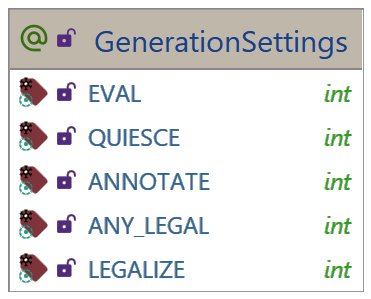 @ GenerationSettings
EVAL int
QUIESCE int
ANNOTATE int
ANY_LEGAL int
LEGALIZE int